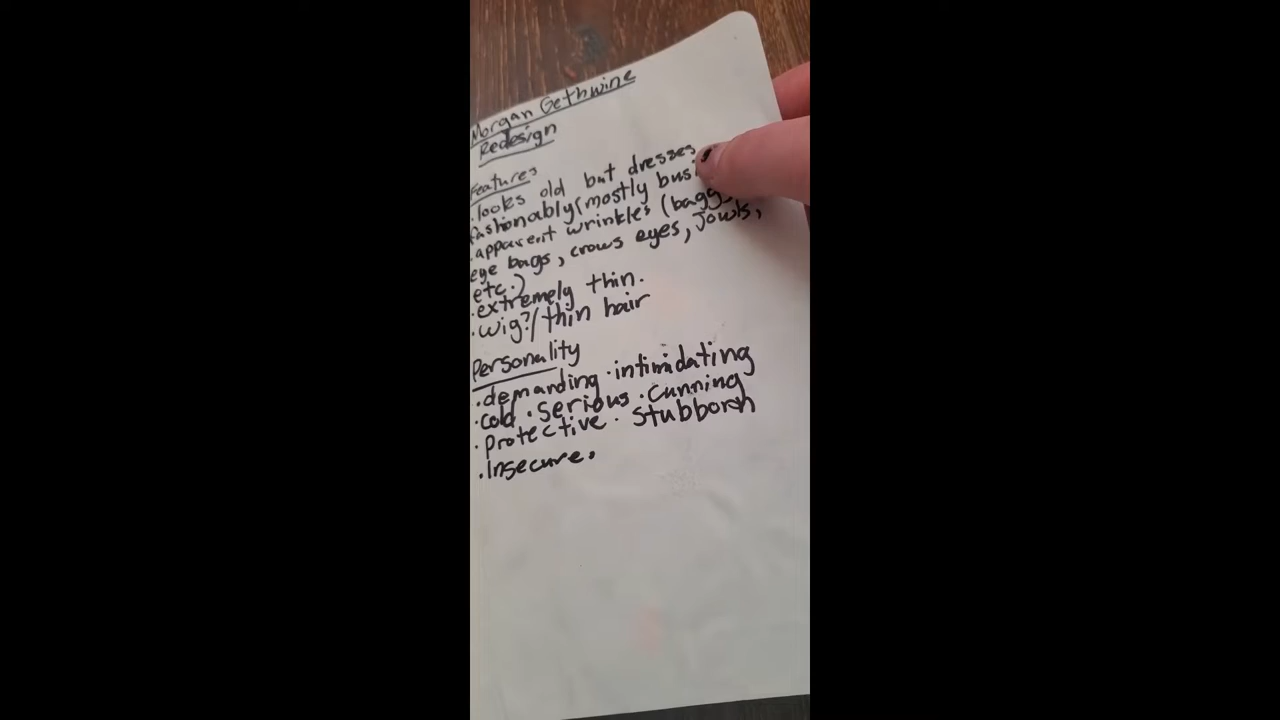 Morgan Gethwine
Redesign
Features
.looks old but dresses
fashionably(mostly busi
.apparent wrinkles (baggy
eye bags, crows eyes, Jowls,
etc.)
.extremely thin.
.wig?/thin hair
Personality
.demanding .intimidating
.cold .serious .cunning
.protective . stubborn
.Insecure.